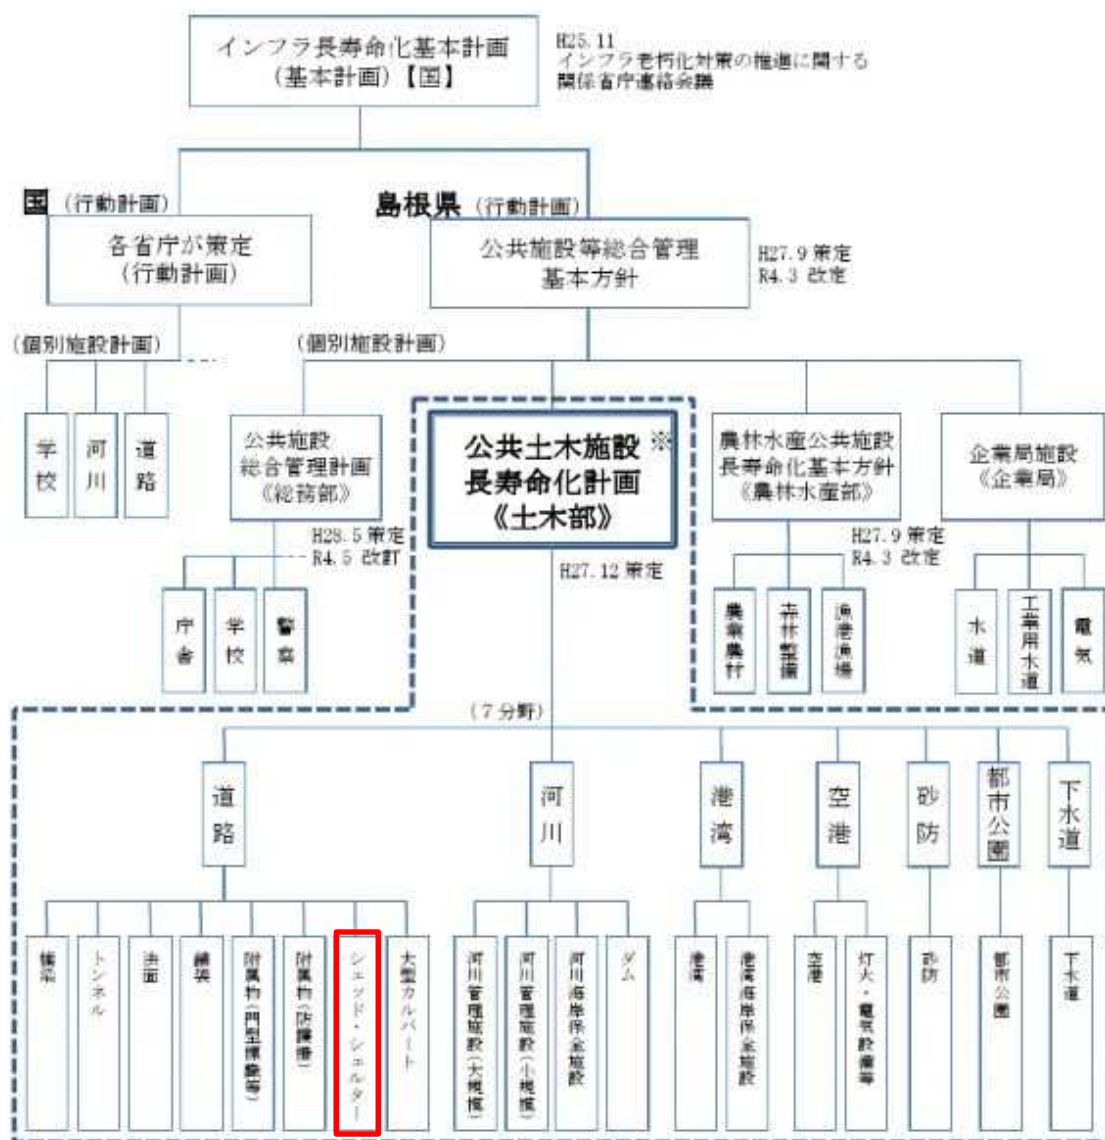 インフラ長寿命化基本計画
(基本計画)【国】
H25.11
インフラ老朽化対策の推進に関する
関係省庁連絡会議
国 (行動計画)
各省庁が策定
(行動計画)
島根県 (行動計画)
公共施設等総合管理
基本方針
H27.9 策定
R4.3 改定
(個別施設計画)
学校
河川
道路
(個別施設計画)
公共施設
総合管理計画
《総務部》
H28.5 策定
R4.5 改訂
庁舎
学校
警察
公共土木施設※
長寿命化計画
《土木部》
H27.12 策定
農林水産公共施設
長寿命化基本方針
《農林水産部》
H27.9 策定
R4.3 改定
農業農村
森林整備
漁港漁場
企業局施設
《企業局》
水道
工業用水道
電気
(7分野)
道路
河川
港湾
空港
砂防
都市公園
下水道
橋梁
トンネル
法面
舗装
附属物(門型標識等)
附属物(防護柵)
シェッド・シェルター
大型カルバート
河川管理施設(大規模)
河川管理施設(小規模)
河川海岸保全施設
ダム
港湾
港湾海岸保全施設
空港
灯火・電気設備等
砂防
都市公園
下水道